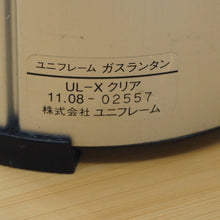 ユニフレーム ガスランタン
UL-X クリア
11.08-02557
株式会社 ユニフレーム